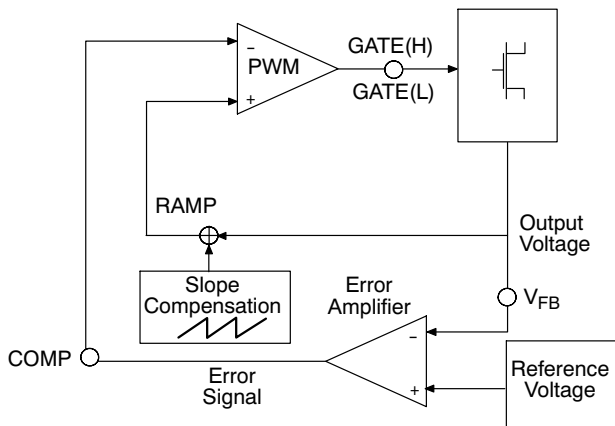 GATE(H)
PWM
GATE(L)
−
+
RAMP
Output
Voltage
Slope
Compensation
Error
Amplifier
VFB
−
+
COMP
Error
Signal
Reference
Voltage